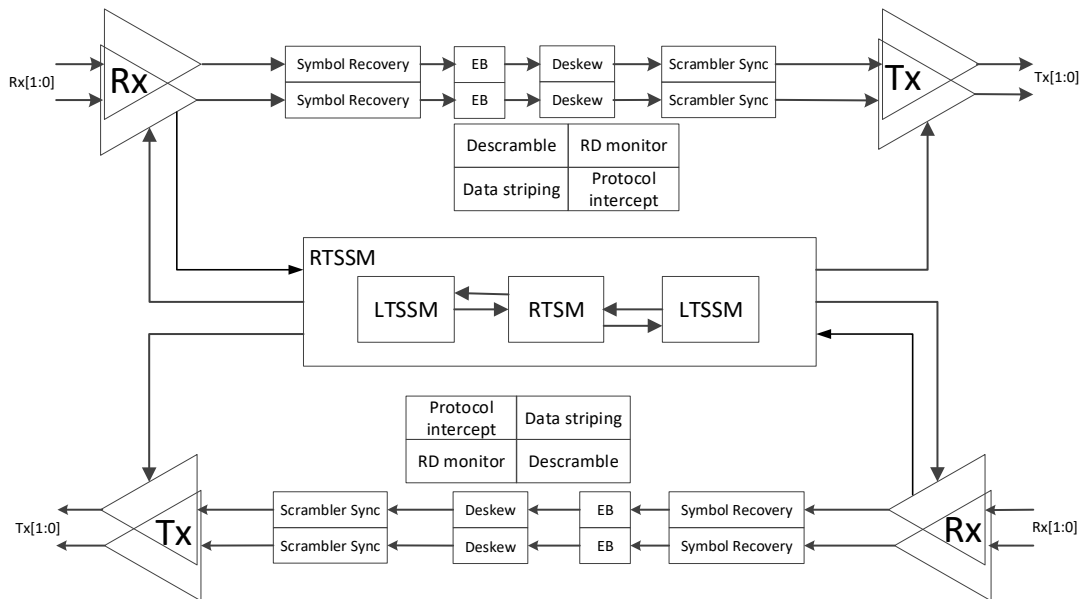 Rx[1:0]
Rx
Symbol Recovery
EB
Deskew
Scrambler Sync
Symbol Recovery
EB
Deskew
Scrambler Sync
Tx
Tx[1:0]
Descramble
RD monitor
Data striping
Protocol
intercept
RTSSM
LTSSM
RTSM
LTSSM
Protocol
intercept
Data striping
RD monitor
Descramble
Tx[1:0]
Tx
Scrambler Sync
Deskew
EB
Symbol Recovery
Scrambler Sync
Deskew
EB
Symbol Recovery
Rx
Rx[1:0]